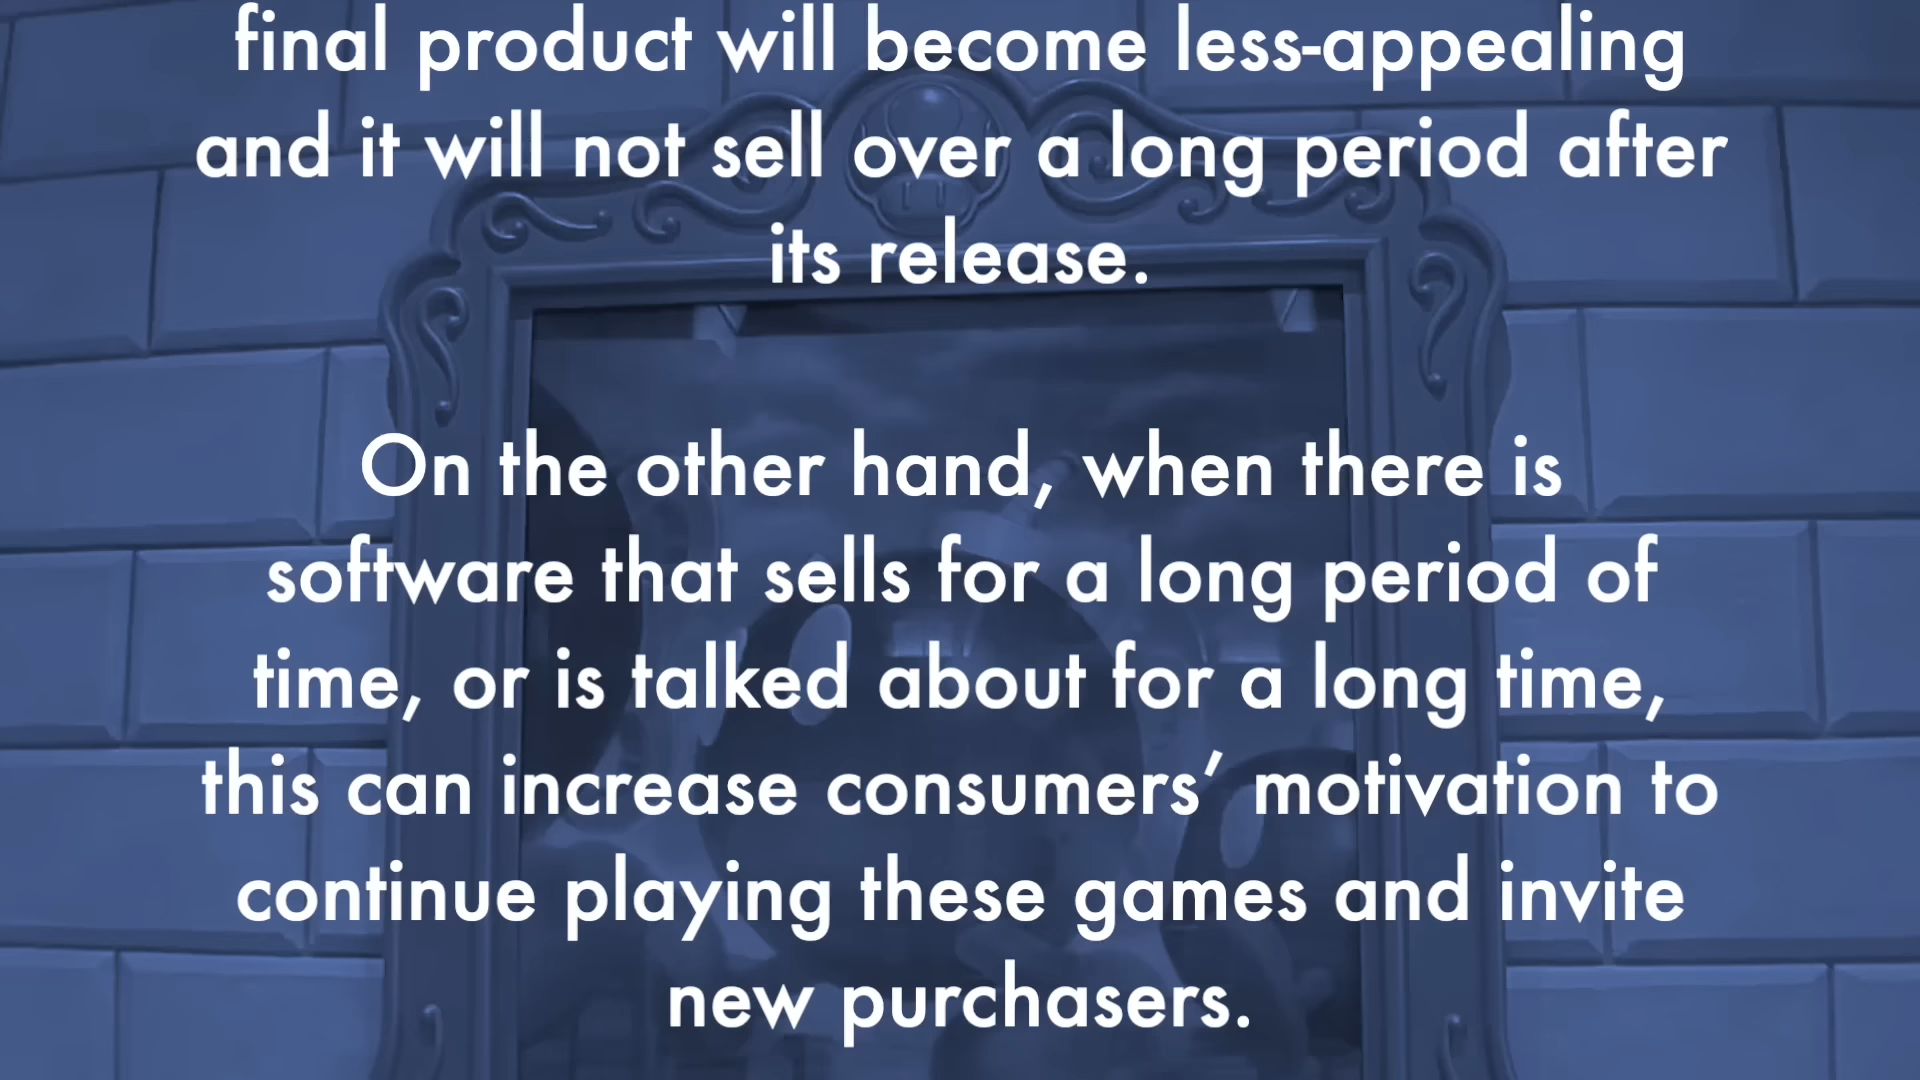 final product will become less-appealing
and it will not sell over a long period after
its release.
On the other hand, when there is
software that sells for a long period of
time, or is talked about for a long time,
this can increase consumers’ motivation to
continue playing these games and invite
new purchasers.